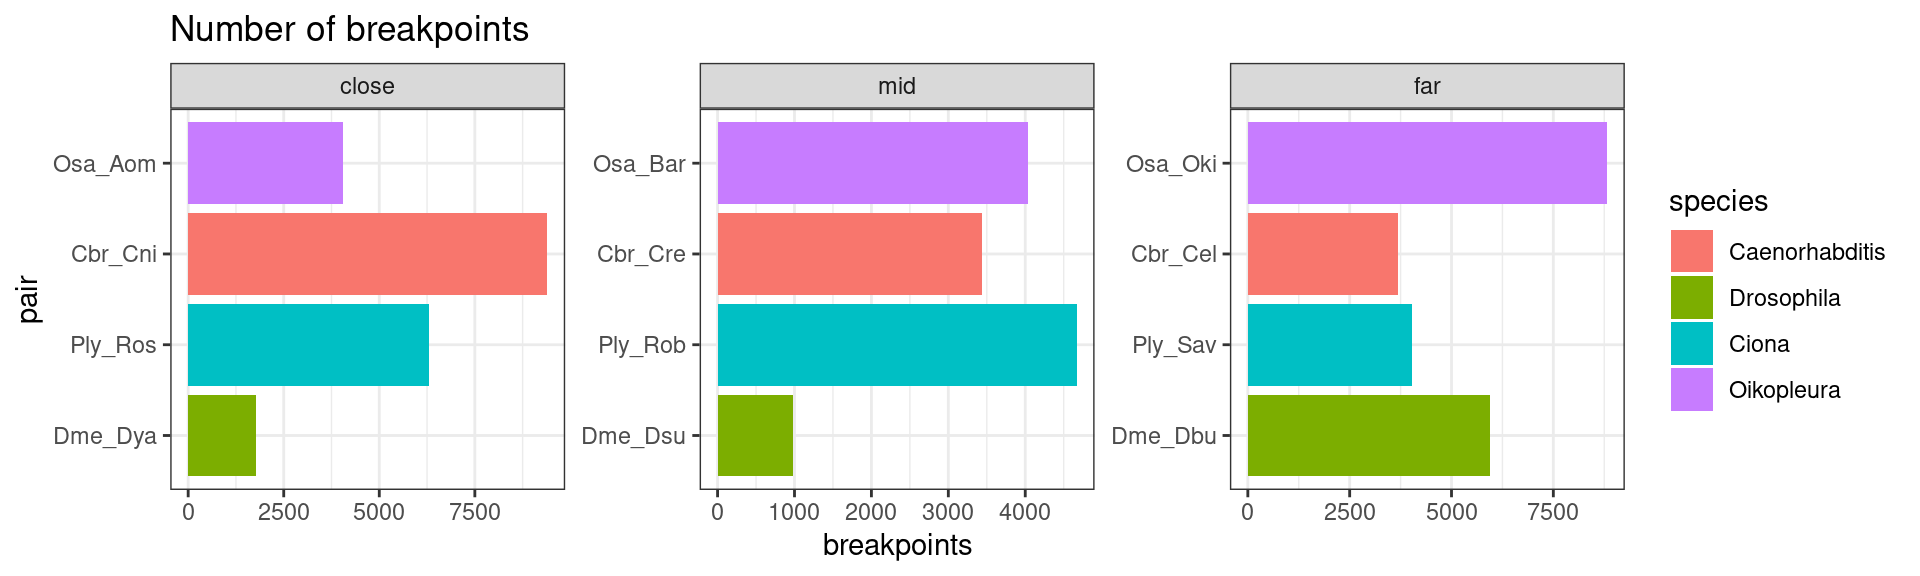 Number of breakpoints
close
mid
far
pair
Osa_Aom
Cbr_Cni
Ply_Ros
Dme_Dya
0 2500 5000 7500
Osa_Bar
Cbr_Cre
Ply_Rob
Dme_Dsu
0 1000 2000 3000 4000
Osa_Oki
Cbr_Cel
Ply_Sav
Dme_Dbu
0 2500 5000 7500
breakpoints
species
Caenorhabditis
Drosophila
Ciona
Oikopleura